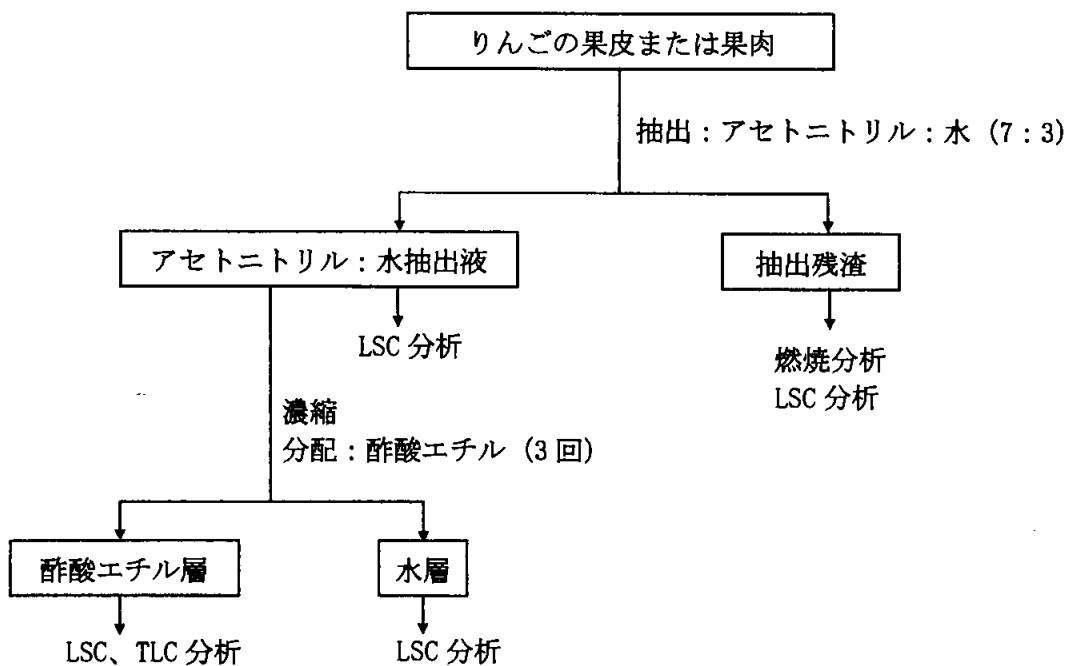 りんごの果皮または果肉
抽出：アセトニトリル：水（7：3）
アセトニトリル：水抽出液
抽出残渣
LSC 分析
燃焼分析
LSC 分析
濃縮
分配：酢酸エチル（3 回）
酢酸エチル層
水層
LSC、TLC 分析
LSC 分析